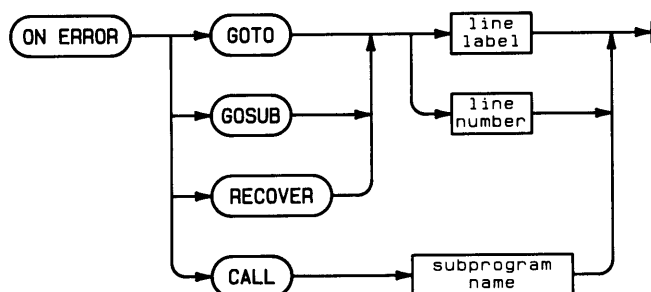 ON ERROR
GOTO
line
label
GOSUB
line
number
RECOVER
CALL
subprogram
name